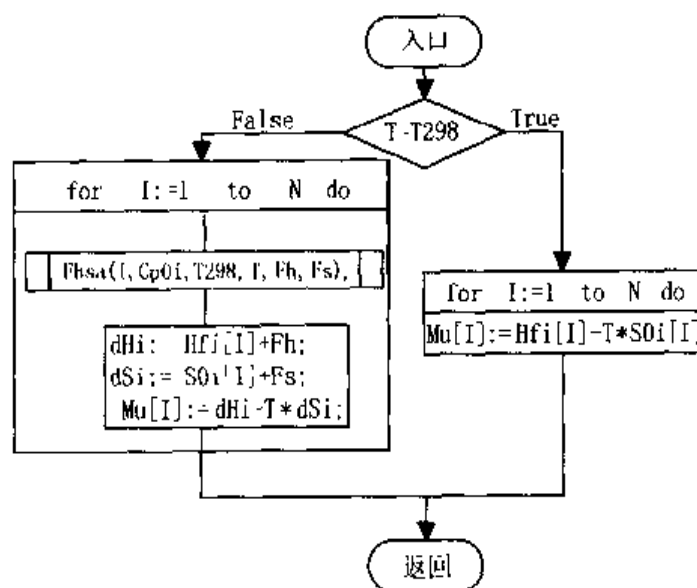 入口
T-T298
False
True
for I:=1 to N do
Fhsa(I,Cp0i,T298,T,Fh,Fs),
dHi: Hfi[I]+Fh;
dSi:= S0i[I]+Fs;
Mu[I]:=dHi-T*dSi;
for I:=1 to N do
Mu[I]:=Hfi[I]-T*S0i[I]
返回